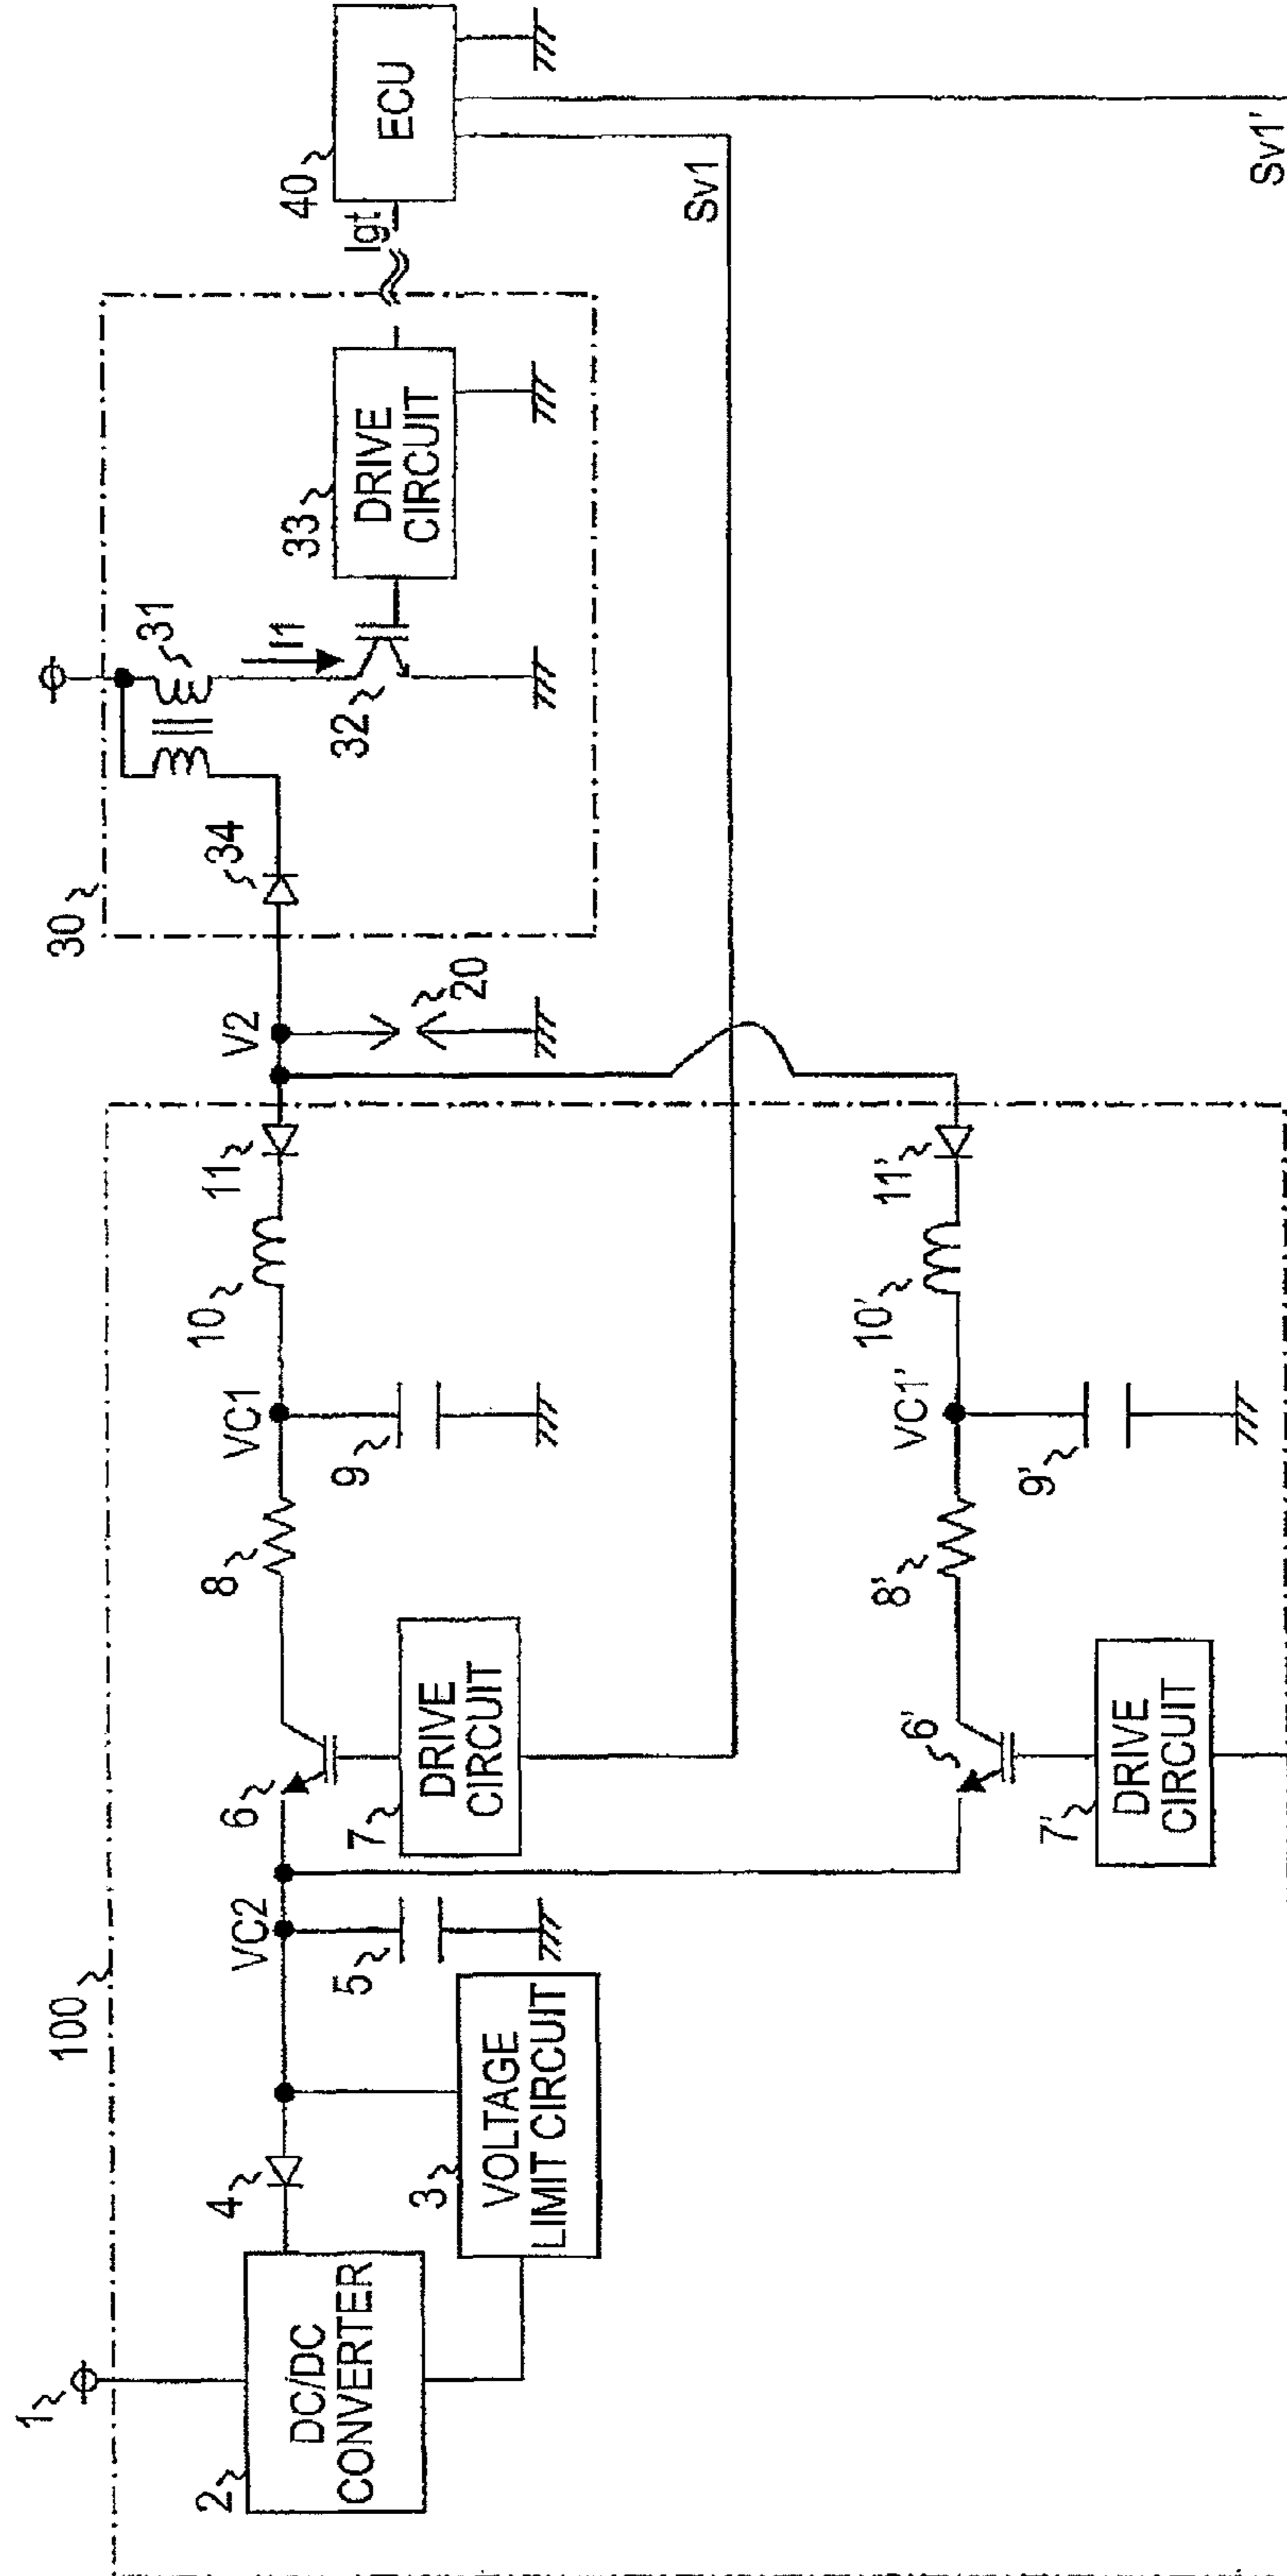 1
100
2
DC/DC
CONVERTER
3
VOLTAGE
LIMIT CIRCUIT
4
VC2
5
6
7
DRIVE
CIRCUIT
8
VC1
9
10
11
V2
20
30
34
31
I1
32
33
DRIVE
CIRCUIT
Igt
40
ECU
Sv1
Sv1'
6'
7'
DRIVE
CIRCUIT
8'
VC1'
9'
10'
11'